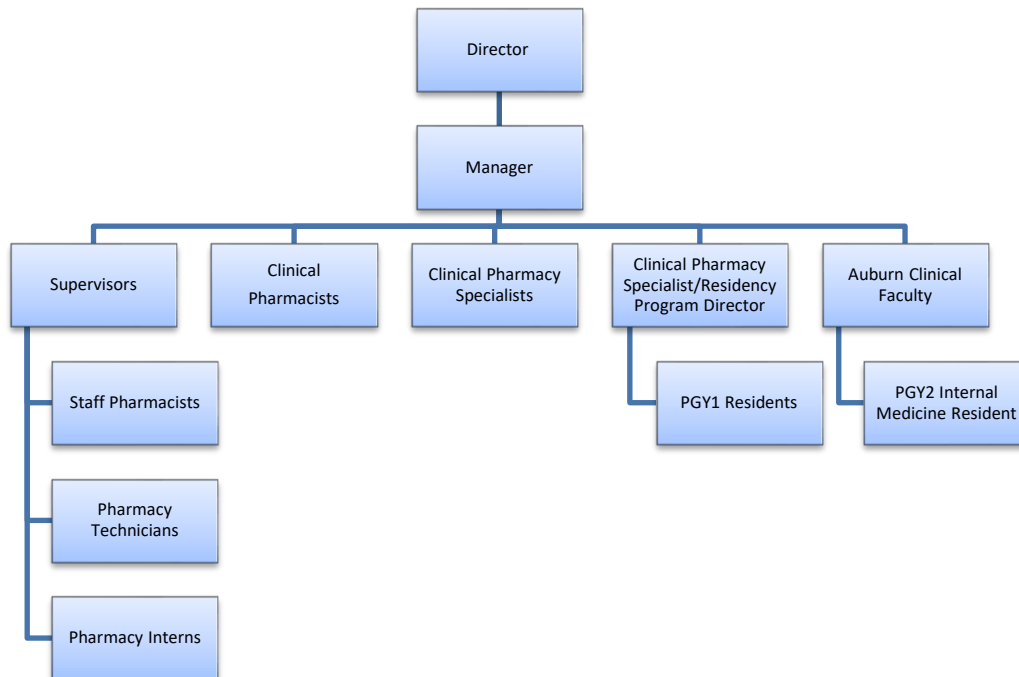 Director
Manager
Supervisors
Clinical
Pharmacists
Clinical Pharmacy
Specialists
Clinical Pharmacy
Specialist/Residency
Program Director
Auburn Clinical
Faculty
Staff Pharmacists
PGY1 Residents
PGY2 Internal
Medicine Resident
Pharmacy
Technicians
Pharmacy Interns